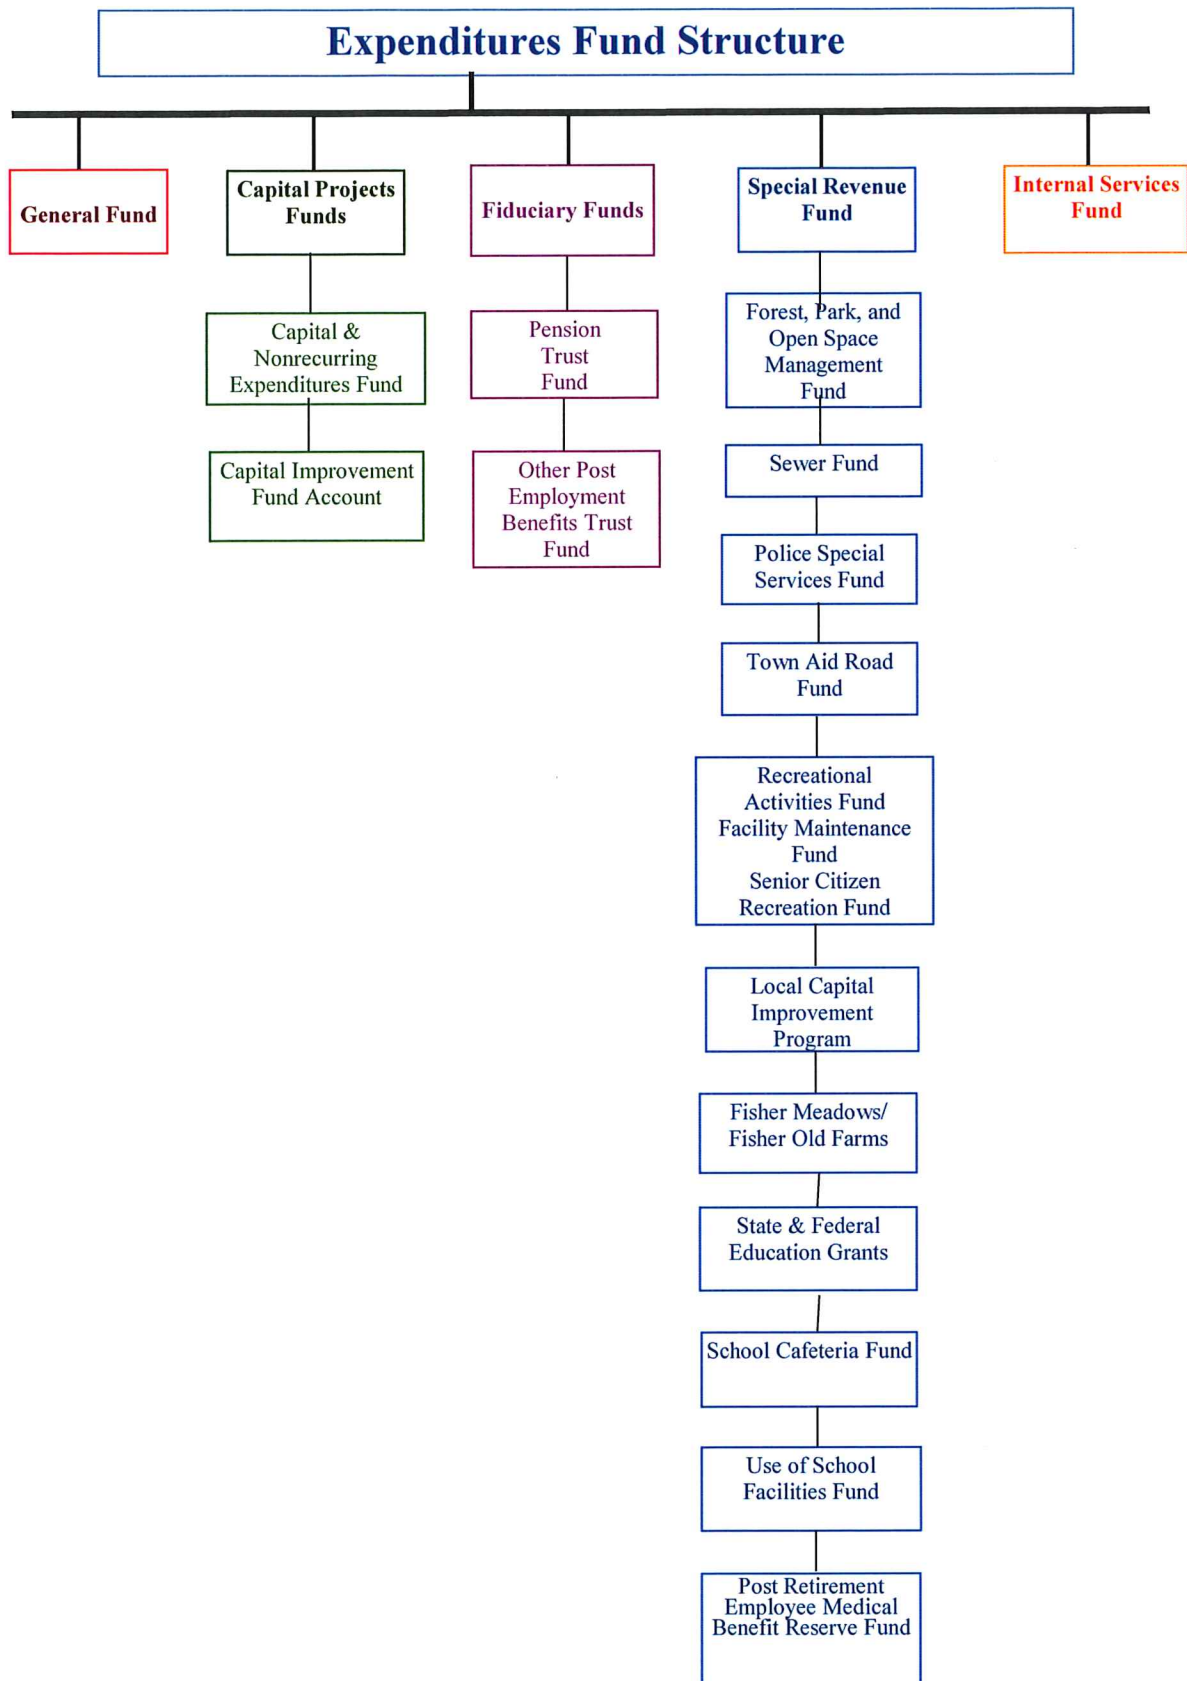 Expenditures Fund Structure
General Fund
Capital Projects
Funds
Fiduciary Funds
Special Revenue
Fund
Internal Services
Fund
Capital &
Nonrecurring
Expenditures Fund
Capital Improvement
Fund Account
Pension
Trust
Fund
Other Post
Employment
Benefits Trust
Fund
Forest, Park, and
Open Space
Management
Fund
Sewer Fund
Police Special
Services Fund
Town Aid Road
Fund
Recreational
Activities Fund
Facility Maintenance
Fund
Senior Citizen
Recreation Fund
Local Capital
Improvement
Program
Fisher Meadows/
Fisher Old Farms
State & Federal
Education Grants
School Cafeteria Fund
Use of School
Facilities Fund
Post Retirement
Employee Medical
Benefit Reserve Fund